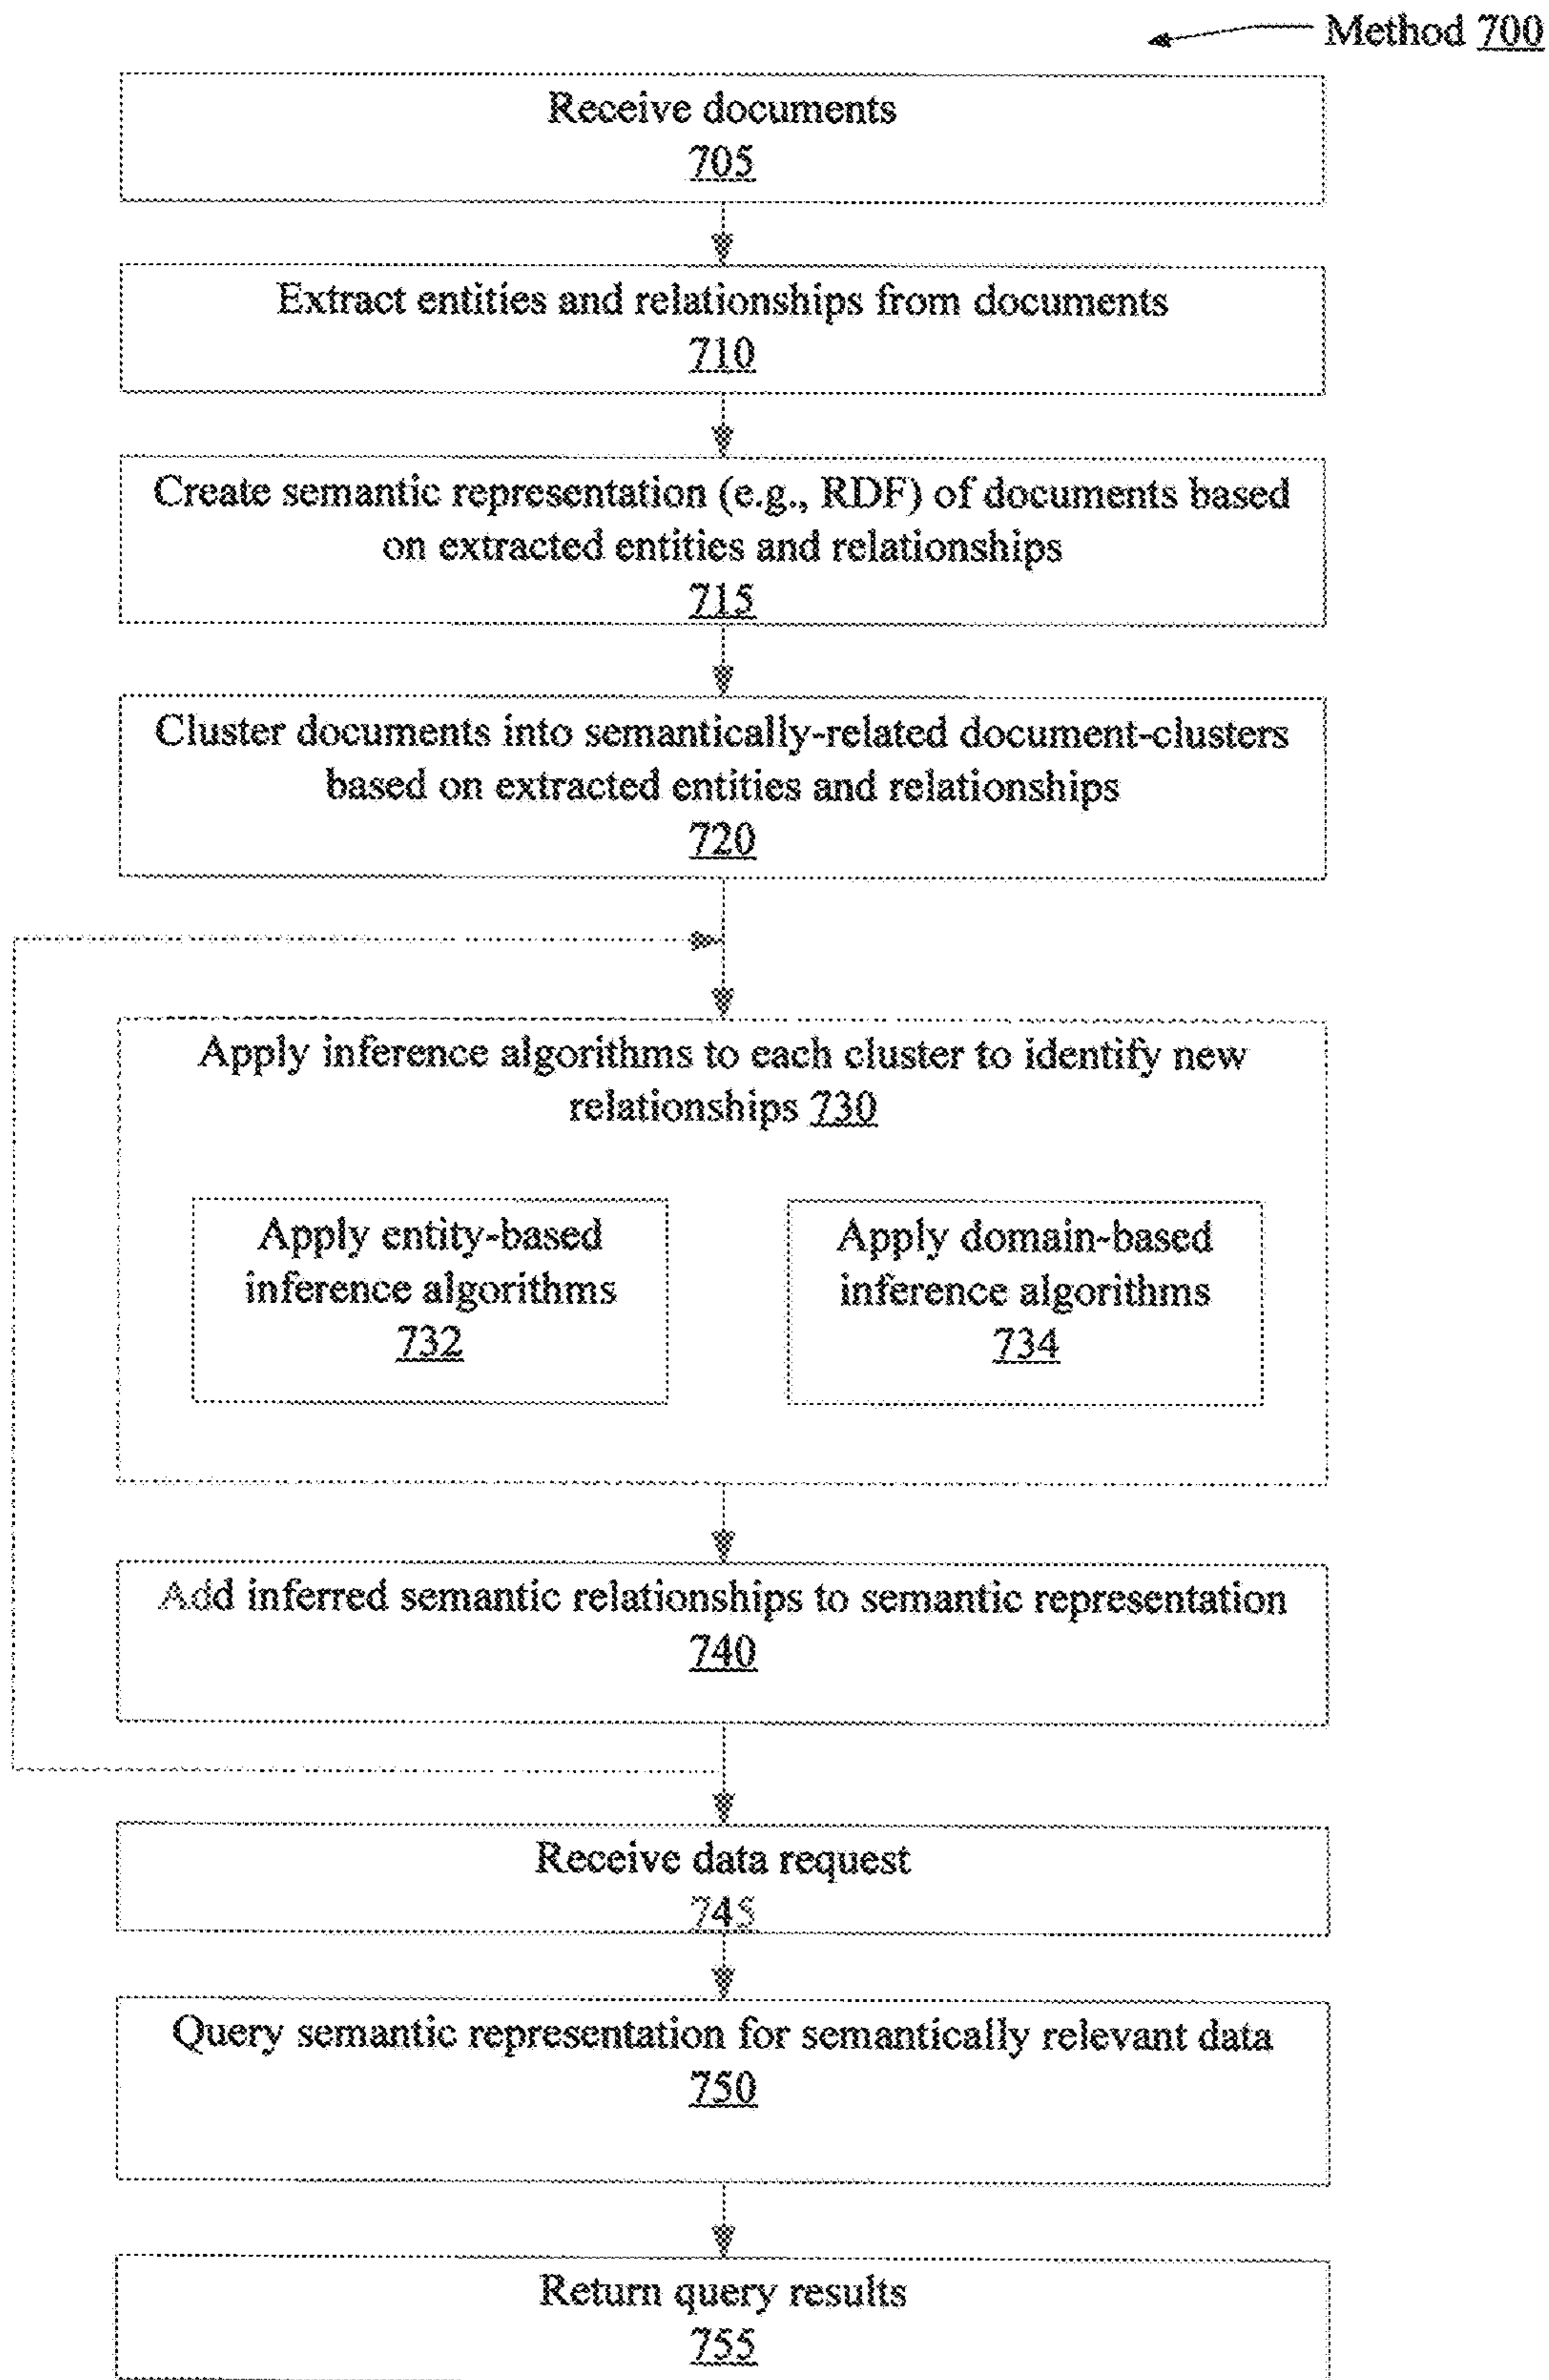 Method 700
Receive documents
705
Extract entities and relationships from documents
710
Create semantic representation (e.g., RDF) of documents based
on extracted entities and relationships
715
Cluster documents into semantically-related document-clusters
based on extracted entities and relationships
720
Apply inference algorithms to each cluster to identify new
relationships 730
Apply entity-based
inference algorithms
732
Apply domain-based
inference algorithms
734
Add inferred semantic relationships to semantic representation
740
Receive data request
745
Query semantic representation for semantically relevant data
750
Return query results
755